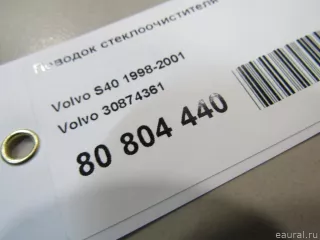 Поводок стеклоочистителя
Volvo S40 1998-2001
Volvo 30874361
80 804 440
eaural.ru